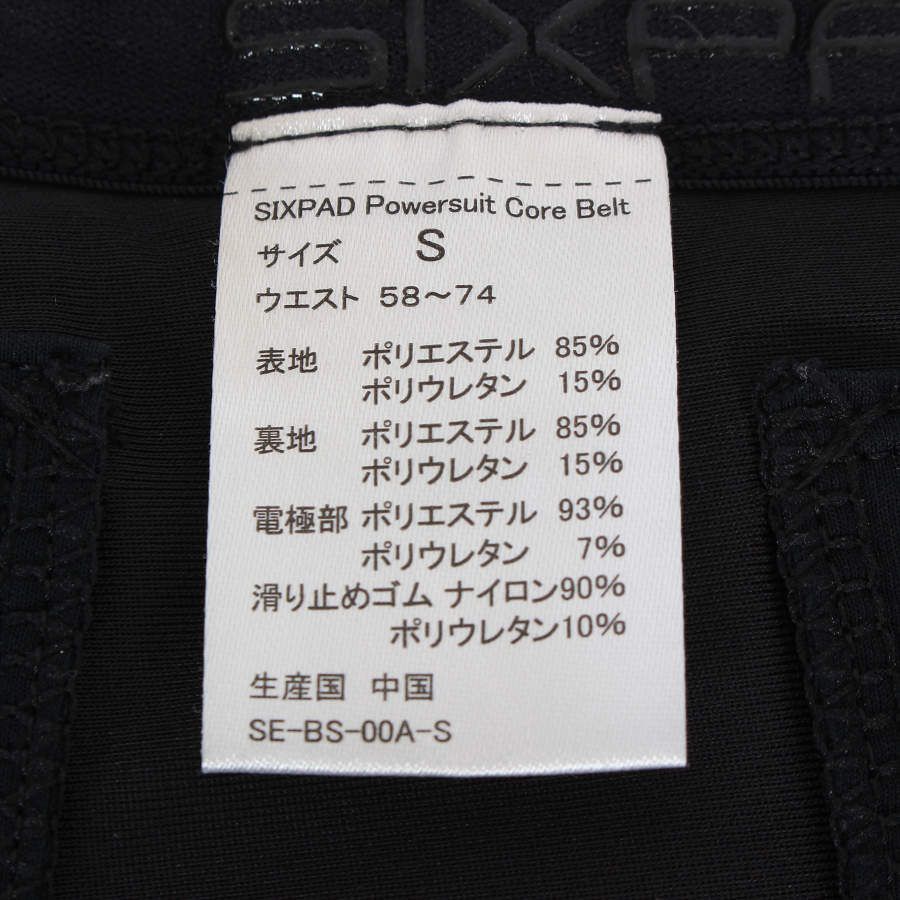 SIXPA
SIXPAD Powersuit Core Belt
サイズ S
ウエスト 58～74
表地 ポリエステル 85%
ポリウレタン 15%
裏地 ポリエステル 85%
ポリウレタン 15%
電極部 ポリエステル 93%
ポリウレタン 7%
滑り止めゴム ナイロン90%
ポリウレタン10%
生産国 中国
SE-BS-00A-S